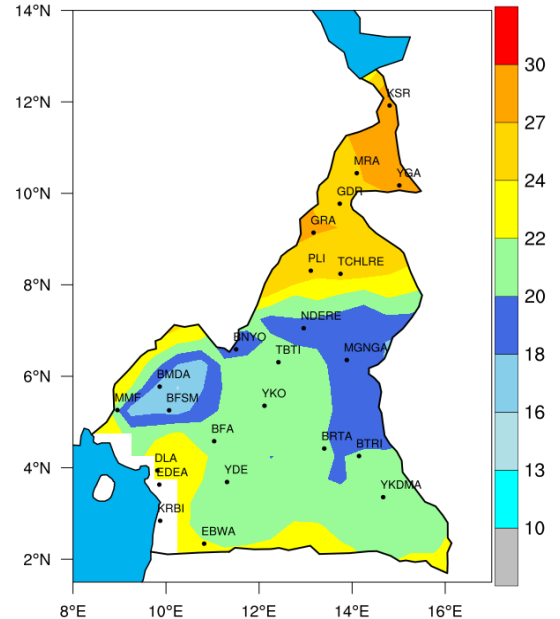 14°N
12°N
10°N
8°N
6°N
4°N
2°N
8°E
10°E
12°E
14°E
16°E
30
27
24
22
20
18
16
13
10
KSR
MRA
YGA
GDR
GRA
PLI
TCHLRE
NDERE
BNYO
TBTI
MGNGA
BMDA
MMF
BFSM
YKO
BFA
BRTA
BTRI
DLA
EDEA
YDE
YKDMA
KRBI
EBWA